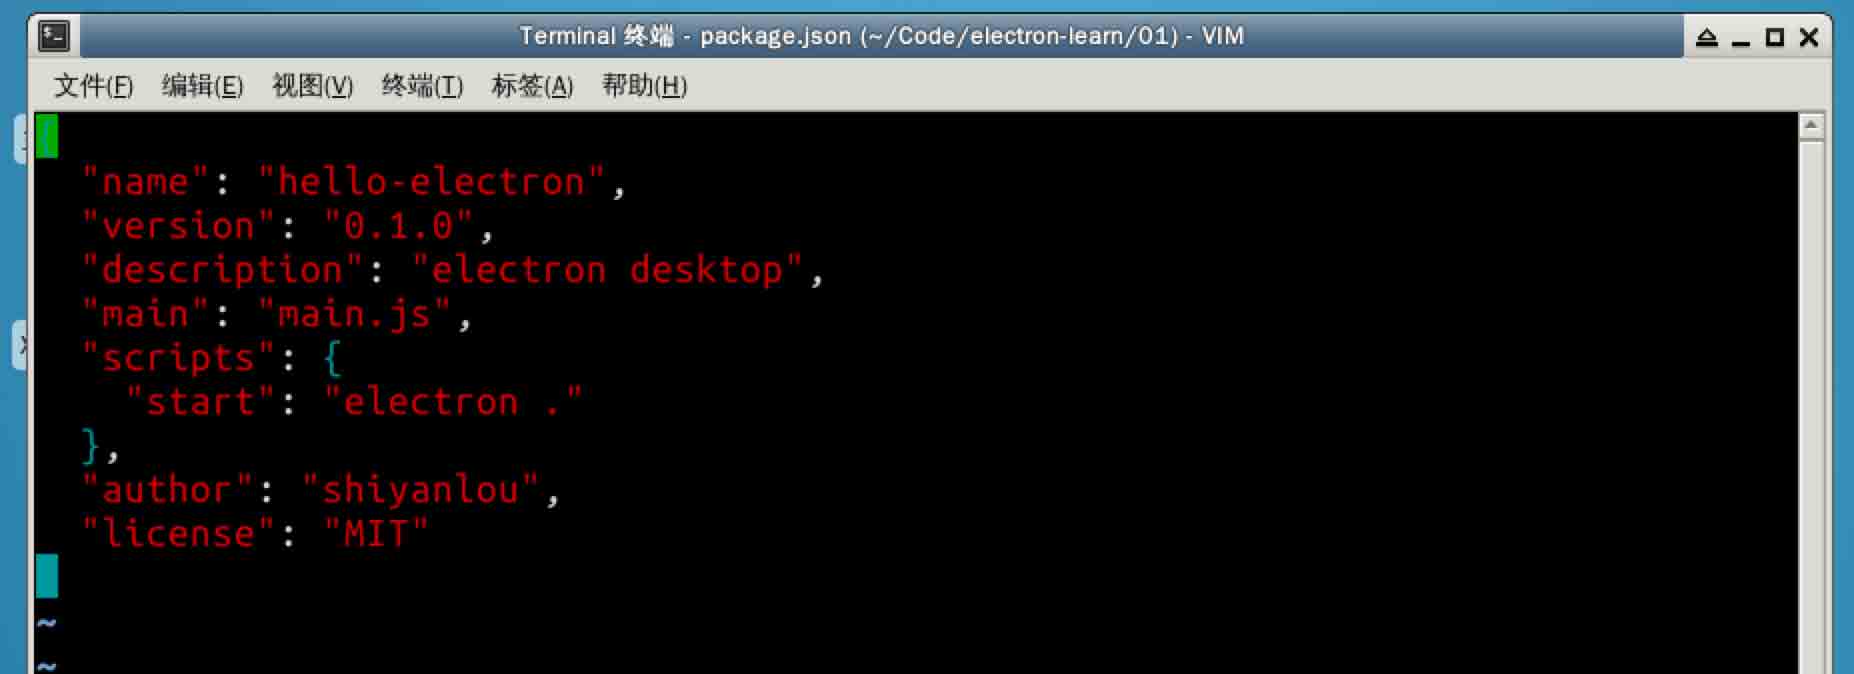 Terminal 终端 - package.json (~/Code/electron-learn/01) - VIM
文件(F) 编辑(E) 视图(V) 终端(T) 标签(A) 帮助(H)
{
  "name": "hello-electron",
  "version": "0.1.0",
  "description": "electron desktop",
  "main": "main.js",
  "scripts": {
    "start": "electron ."
  },
  "author": "shiyanlou",
  "license": "MIT"
~
~